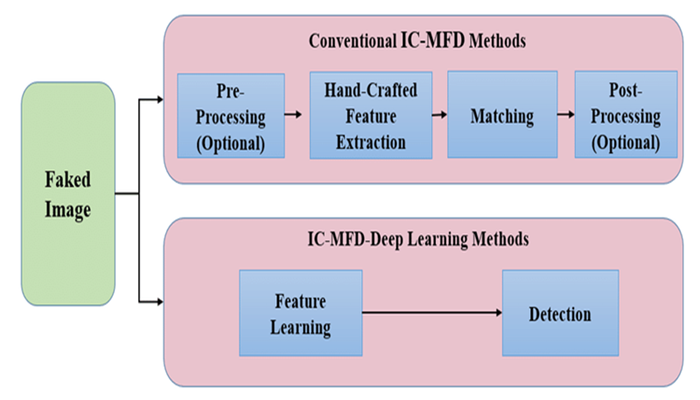 Conventional IC-MFD Methods
Pre-
Processing
(Optional)
Hand-Crafted
Feature
Extraction
Matching
Post-
Processing
(Optional)
Faked
Image
IC-MFD-Deep Learning Methods
Feature
Learning
Detection